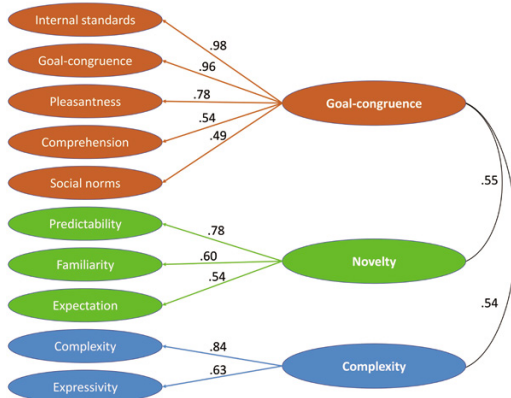 Internal standards
.98
Goal-congruence
.96
Pleasantness
.78
Goal-congruence
Comprehension
.54
.49
Social norms
.55
Predictability
.78
Familiarity
.60
Novelty
Expectation
.54
.54
Complexity
.84
Complexity
Expressivity
.63